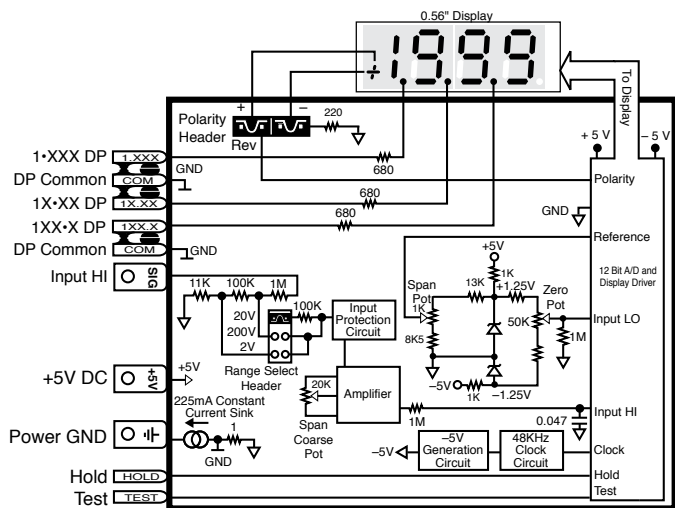 0.56" Display
1.999
To Display
+ −
Polarity Header
220
Rev
+ 5 V
− 5 V
1•XXX DP
1.XXX
GND
680
Polarity
DP Common
COM
1X•XX DP
1X.XX
680
GND
1XX•X DP
1XX.X
680
Reference
DP Common
COM
GND
+5V
12 Bit A/D and
Display Driver
Input HI
SIG
11K
100K
1M
1K
+1.25V
Span
Pot
1K
13K
Zero
Pot
20V
100K
Input
Protection
Circuit
50K
Input LO
200V
8K5
1M
2V
Range Select
Header
+5V DC
+5V
+5V
20K
Amplifier
−5V
1K
−1.25V
225mA Constant
Current Sink
Span
Coarse
Pot
1M
0.047
Input HI
Power GND
1
GND
−5V
−5V
Generation
Circuit
48KHz
Clock
Circuit
Clock
Hold
HOLD
Hold
Test
TEST
Test